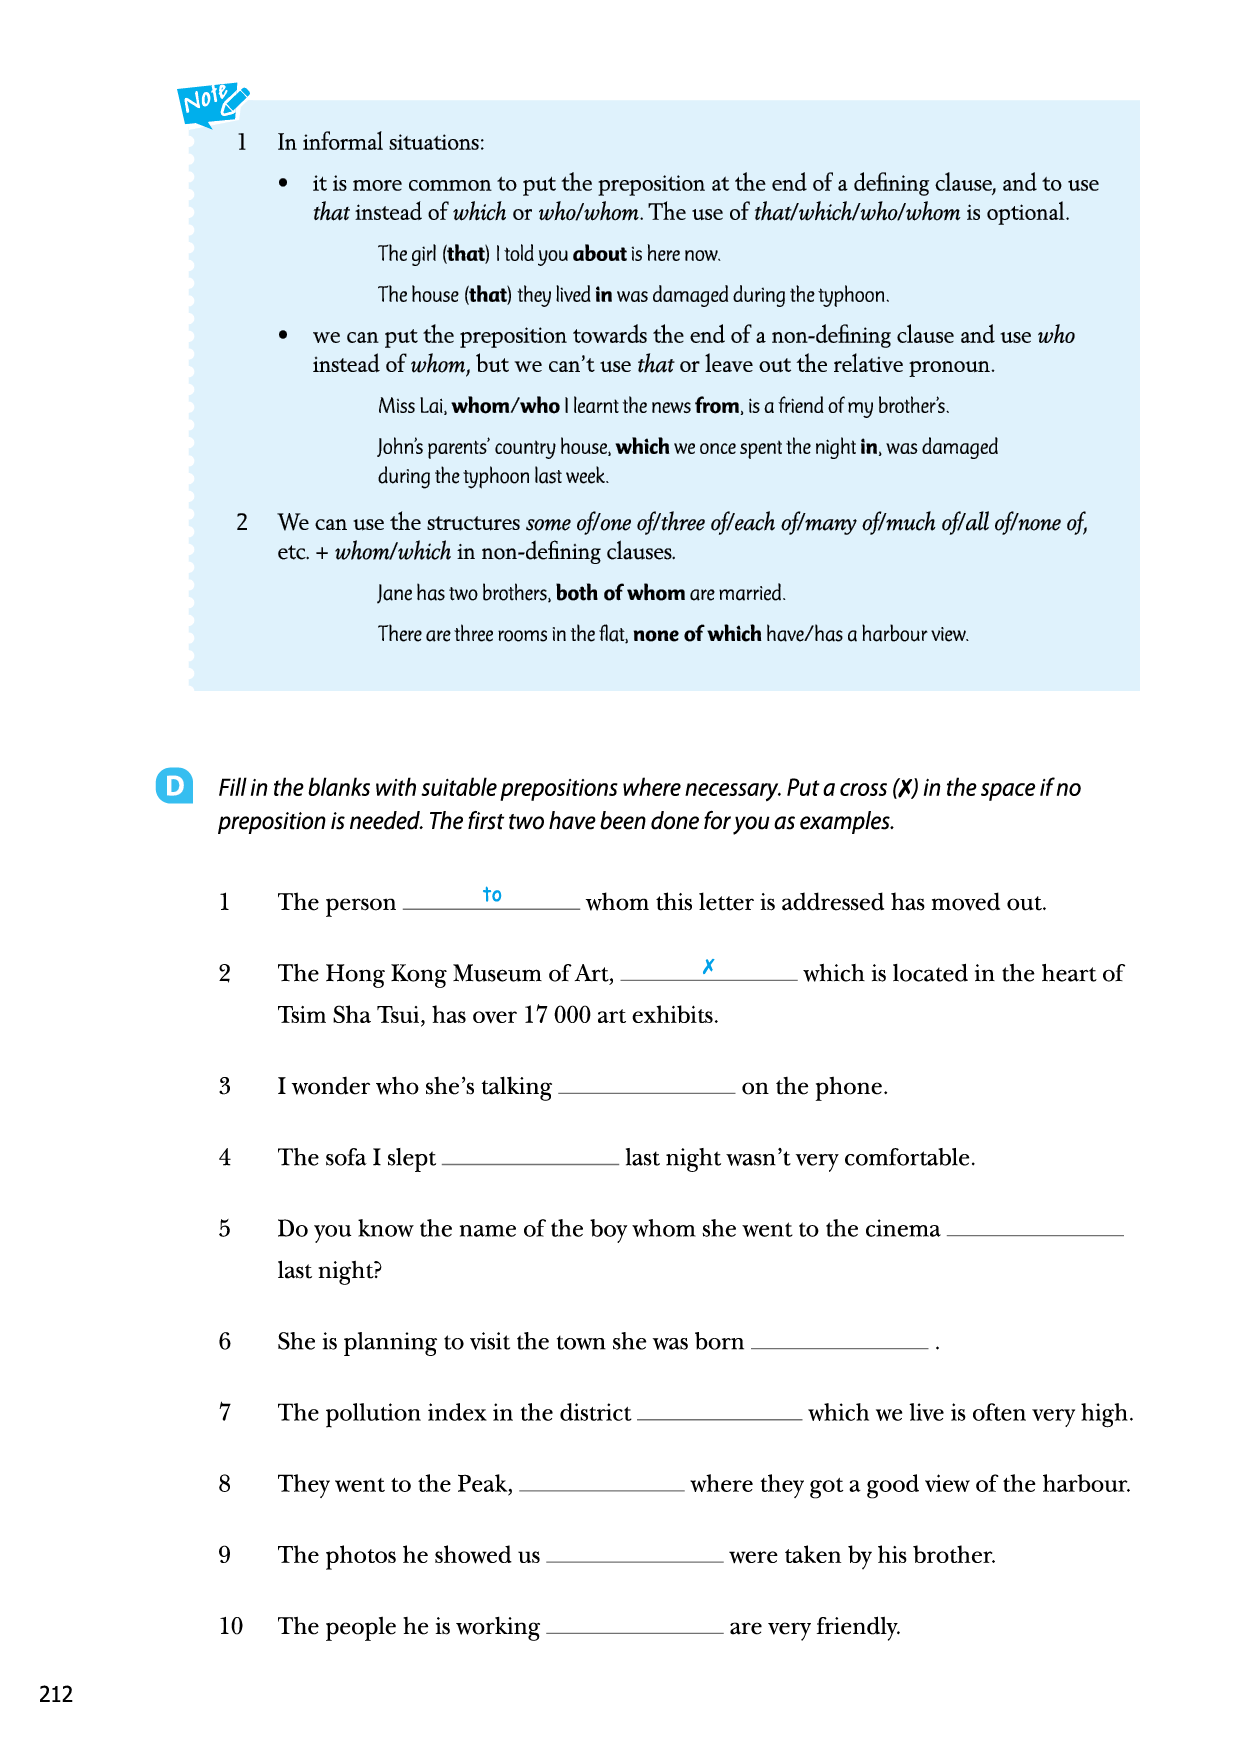 Note
1 In informal situations:
• it is more common to put the preposition at the end of a defining clause, and to use
that instead of which or who/whom. The use of that/which/who/whom is optional.
The girl (that) I told you about is here now.
The house (that) they lived in was damaged during the typhoon.
• we can put the preposition towards the end of a non-defining clause and use who
instead of whom, but we can't use that or leave out the relative pronoun.
Miss Lai, whom/who I learnt the news from, is a friend of my brother's.
John's parents' country house, which we once spent the night in, was damaged
during the typhoon last week.
2 We can use the structures some of/one of/three of/each of/many of/much of/all of/none of,
etc. + whom/which in non-defining clauses.
Jane has two brothers, both of whom are married.
There are three rooms in the flat, none of which have/has a harbour view.
D Fill in the blanks with suitable prepositions where necessary. Put a cross (✗) in the space if no
preposition is needed. The first two have been done for you as examples.
1 The person to whom this letter is addressed has moved out.
2 The Hong Kong Museum of Art, ✗ which is located in the heart of
Tsim Sha Tsui, has over 17 000 art exhibits.
3 I wonder who she's talking ______ on the phone.
4 The sofa I slept ______ last night wasn't very comfortable.
5 Do you know the name of the boy whom she went to the cinema ______
last night?
6 She is planning to visit the town she was born ______ .
7 The pollution index in the district ______ which we live is often very high.
8 They went to the Peak, ______ where they got a good view of the harbour.
9 The photos he showed us ______ were taken by his brother.
10 The people he is working ______ are very friendly.
212